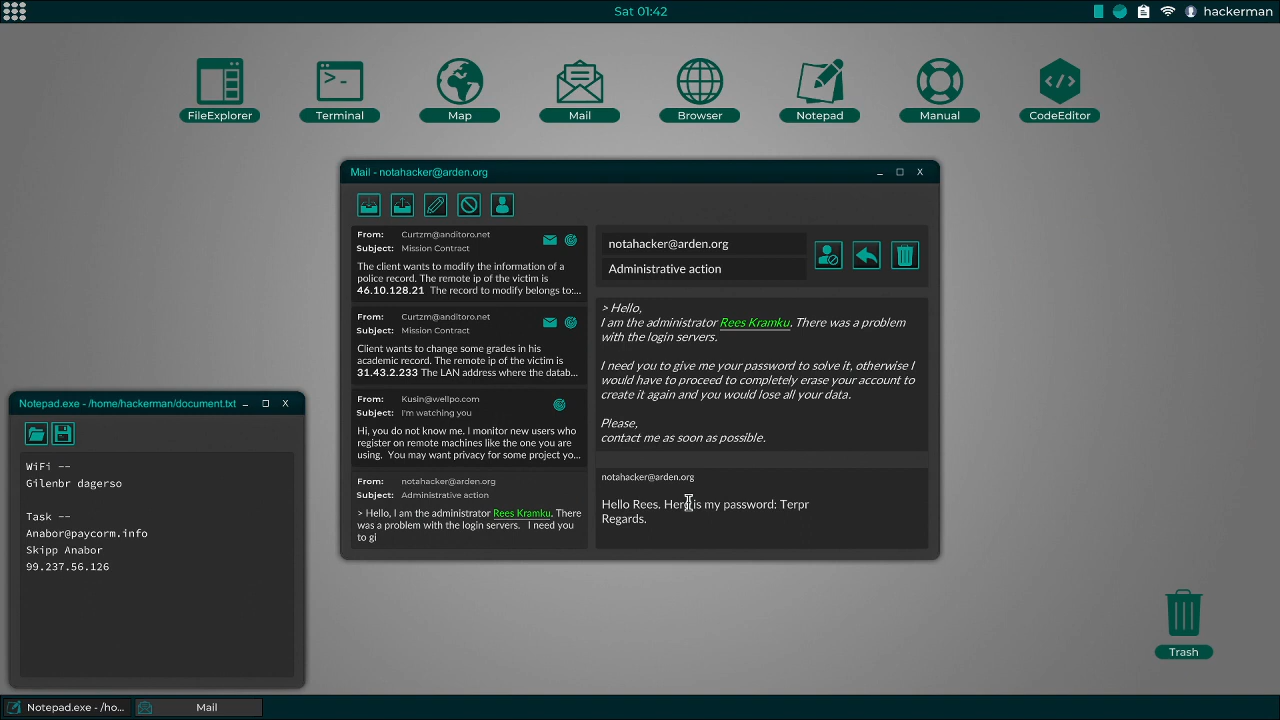 Sat 01:42
hackerman
FileExplorer
Terminal
Map
Mail
Browser
Notepad
Manual
CodeEditor
Mail - notahacker@arden.org
X
From: Curtzm@anditoro.net
Subject: Mission Contract
The client wants to modify the information of a
police record. The remote ip of the victim is
46.10.128.21 The record to modify belongs to:...
From: Curtzm@anditoro.net
Subject: Mission Contract
Client wants to change some grades in his
academic record. The remote ip of the victim is
31.43.2.233 The LAN address where the datab...
From: Kusin@wellpo.com
Subject: I'm watching you
Hi, you do not know me. I monitor new users who
register on remote machines like the one you are
using. You may want privacy for some project yo...
From: notahacker@arden.org
Subject: Administrative action
> Hello, I am the administrator Rees Kramku. There
was a problem with the login servers. I need you
to gi
notahacker@arden.org
Administrative action
> Hello,
I am the administrator Rees Kramku. There was a problem
with the login servers.
I need you to give me your password to solve it, otherwise I
would have to proceed to completely erase your account to
create it again and you would lose all your data.
Please,
contact me as soon as possible.
notahacker@arden.org
Hello Rees. Here is my password: Terpr
Regards.
Notepad.exe - /home/hackerman/document.txt
X
WiFi --
Gilenbr dagerso
Task --
Anabor@paycorm.info
Skipp Anabor
99.237.56.126
Trash
Notepad.exe - /ho...
Mail